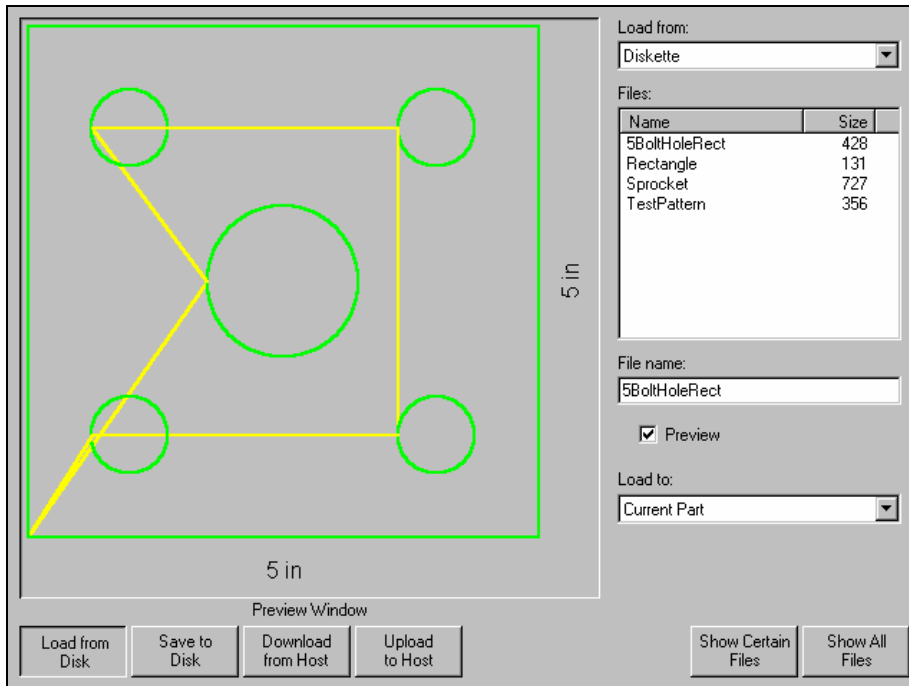 Load from:
Diskette
Files:
Name Size
5BoltHoleRect 428
Rectangle 131
Sprocket 727
TestPattern 356
5 in
File name:
5BoltHoleRect
Preview
Load to:
Current Part
5 in
Preview Window
Load from
Disk
Save to
Disk
Download
from Host
Upload
to Host
Show Certain
Files
Show All
Files